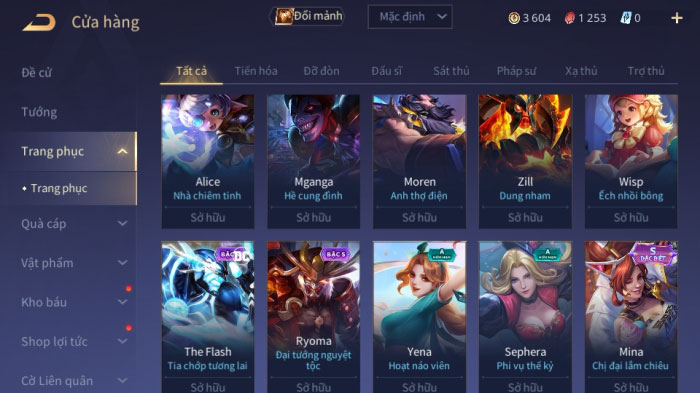 Cửa hàng
Đổi mảnh
Mặc định
3 604
1 253
0
Đề cử
Tướng
Trang phục
Trang phục
Quà cáp
Vật phẩm
Kho báu
Shop lợi tức
Cờ Liên quân
Tất cả
Tiến hóa
Đỡ đòn
Đấu sĩ
Sát thủ
Pháp sư
Xạ thủ
Trợ thủ
Alice
Nhà chiêm tinh
Sở hữu
Mganga
Hề cung đình
Sở hữu
Moren
Anh thợ điện
Sở hữu
Zill
Dung nham
Sở hữu
Wisp
Ếch nhồi bông
Sở hữu
BẬC
The Flash
Tia chớp tương lai
Sở hữu
BẬC S
Ryoma
Đại tướng nguyệt
tộc
Sở hữu
A
Yena
Hoạt náo viên
Sở hữu
A
Sephera
Phi vụ thế kỷ
Sở hữu
S
ĐẶC BIỆT
Mina
Chị đại lắm chiêu
Sở hữu